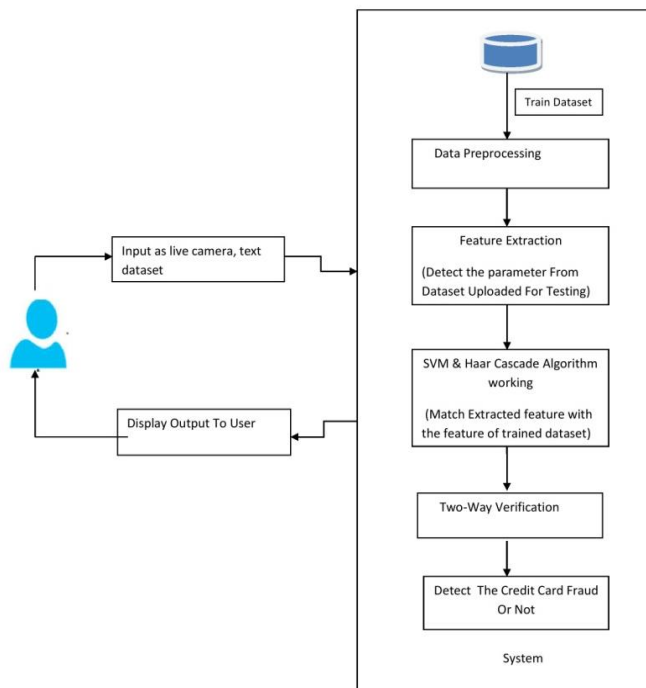 Train Dataset
Data Preprocessing
Input as live camera, text
dataset
Feature Extraction
(Detect the parameter From
Dataset Uploaded For Testing)
SVM & Haar Cascade Algorithm
working
(Match Extracted feature with
the feature of trained dataset)
Display Output To User
Two-Way Verification
Detect The Credit Card Fraud
Or Not
System